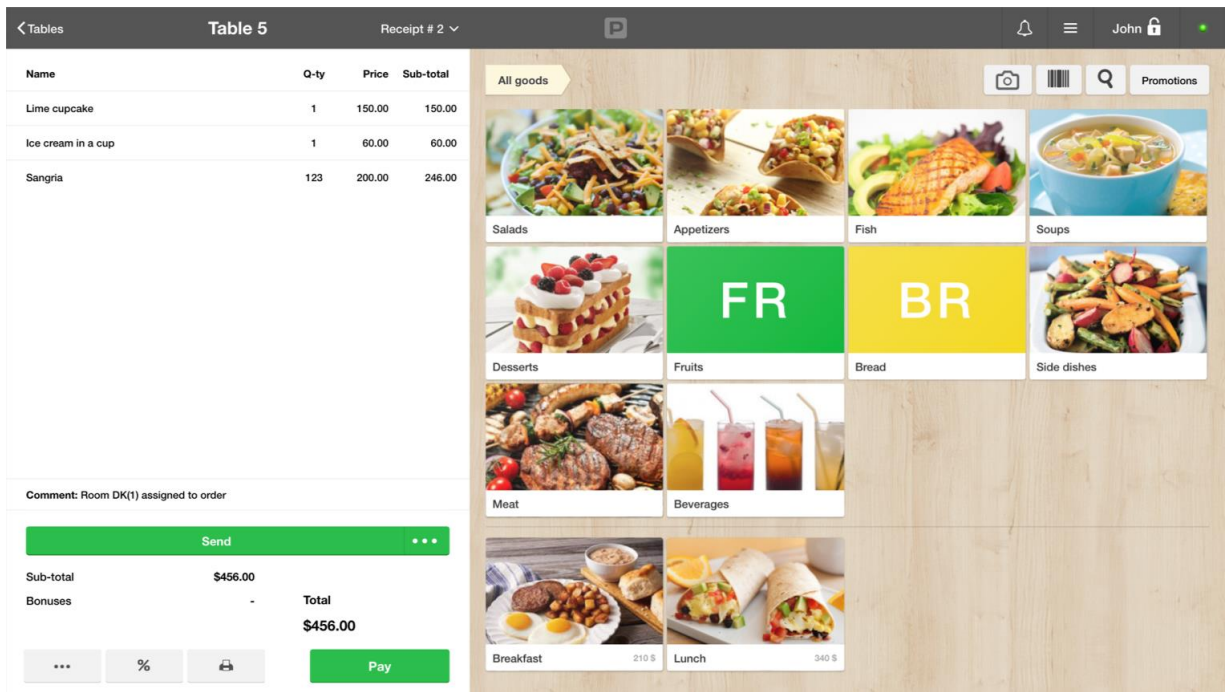 Tables Table 5 Receipt # 2 P John
Name Q-ty Price Sub-total
Lime cupcake 1 150.00 150.00
Ice cream in a cup 1 60.00 60.00
Sangria 123 200.00 246.00
Comment: Room DK(1) assigned to order
Send
Sub-total $456.00
Bonuses - Total
$456.00
% Pay
All goods Promotions
Salads Appetizers Fish Soups
FR BR
Desserts Fruits Bread Side dishes
Meat Beverages
Breakfast 210 $ Lunch 340 $